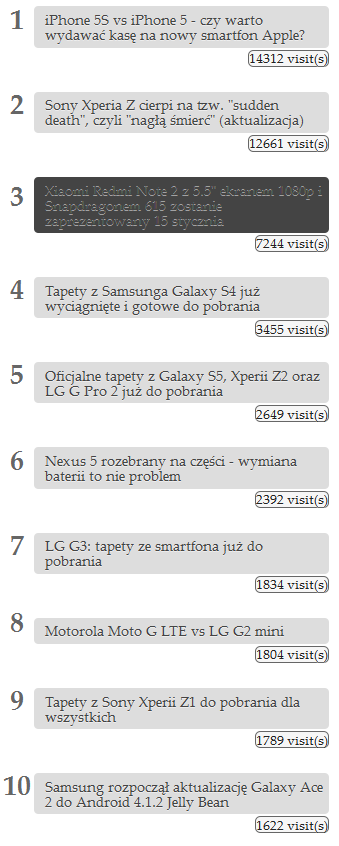 1
iPhone 5S vs iPhone 5 - czy warto
wydawać kasę na nowy smartfon Apple?
14312 visit(s)
2
Sony Xperia Z cierpi na tzw. "sudden
death", czyli "nagłą śmierć" (aktualizacja)
12661 visit(s)
3
Xiaomi Redmi Note 2 z 5.5" ekranem 1080p i
Snapdragonem 615 zostanie
zaprezentowany 15 stycznia
7244 visit(s)
4
Tapety z Samsunga Galaxy S4 już
wyciągnięte i gotowe do pobrania
3455 visit(s)
5
Oficjalne tapety z Galaxy S5, Xperii Z2 oraz
LG G Pro 2 już do pobrania
2649 visit(s)
6
Nexus 5 rozebrany na części - wymiana
baterii to nie problem
2392 visit(s)
7
LG G3: tapety ze smartfona już do
pobrania
1834 visit(s)
8
Motorola Moto G LTE vs LG G2 mini
1804 visit(s)
9
Tapety z Sony Xperii Z1 do pobrania dla
wszystkich
1789 visit(s)
10
Samsung rozpoczął aktualizację Galaxy Ace
2 do Android 4.1.2 Jelly Bean
1622 visit(s)